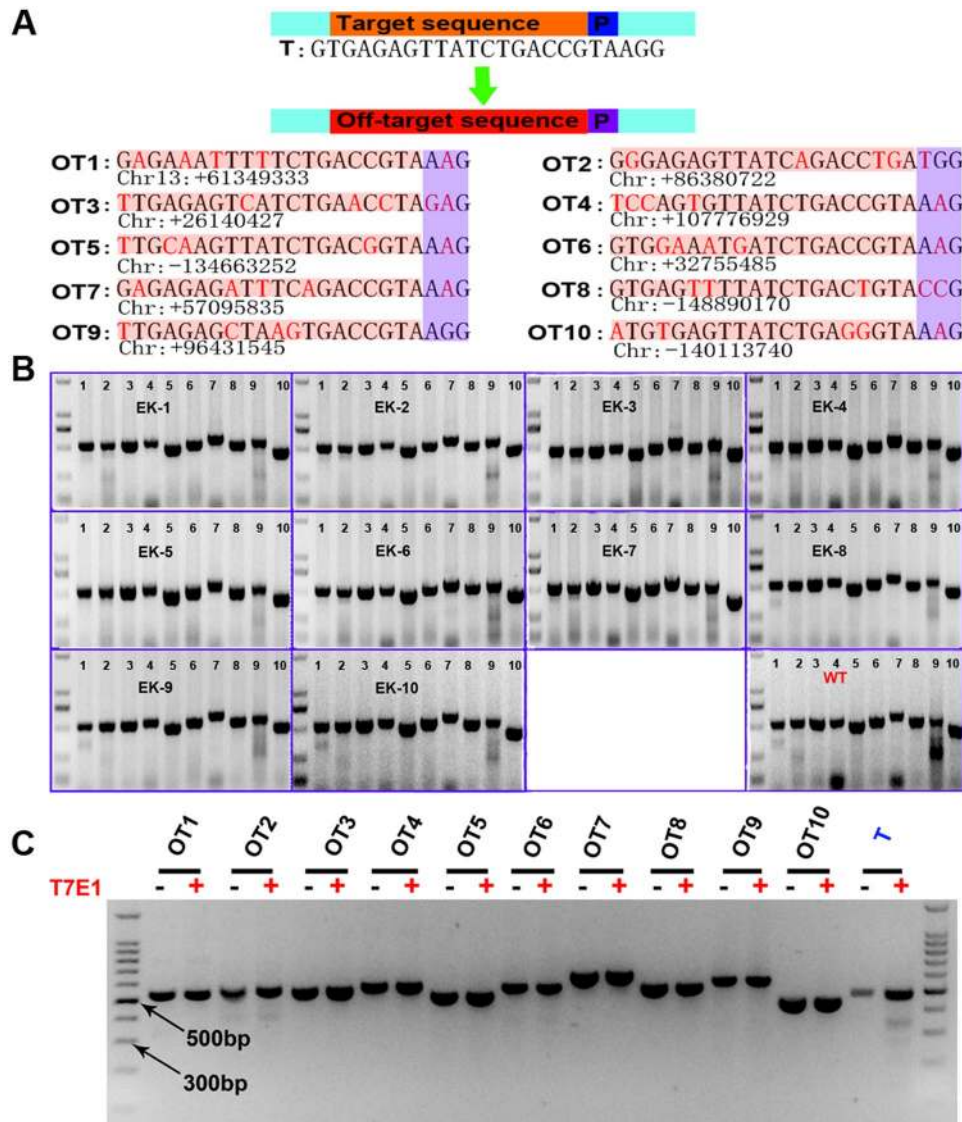 A
Target sequence P
T:GTGAGAGTTATCTGACCGTAAGG
Off-target sequence P
OT1: GAGAAATTTTTCTGACCGTAAAG
Chr13:+61349333
OT2: GGGAGAGTTATCAGACCTGATGG
Chr:+86380722
OT3: TTGAGAGTCATCTGAACCTAGAG
Chr:+26140427
OT4: TCCAGTGTTATCTGACCGTAAAG
Chr:+107776929
OT5: TTGCAAGTTATCTGACGGTAAAG
Chr:-134663252
OT6: GTGGAAATGATCTGACCGTAAAG
Chr:+32755485
OT7: GAGAGAGATTTCAGACCGTAAAG
Chr:+57095835
OT8: GTGAGTTTTATCTGACTGTACCG
Chr:-148890170
OT9: TTGAGAGCTAAGTGACCGTAAGG
Chr:+96431545
OT10: ATGTGAGTTATCTGAGGGTAAAG
Chr:-140113740
B
1 2 3 4 5 6 7 8 9 10
EK-1
1 2 3 4 5 6 7 8 9 10
EK-2
1 2 3 4 5 6 7 8 9 10
EK-3
1 2 3 4 5 6 7 8 9 10
EK-4
1 2 3 4 5 6 7 8 9 10
EK-5
1 2 3 4 5 6 7 8 9 10
EK-6
1 2 3 4 5 6 7 8 9 10
EK-7
1 2 3 4 5 6 7 8 9 10
EK-8
1 2 3 4 5 6 7 8 9 10
EK-9
1 2 3 4 5 6 7 8 9 10
EK-10
1 2 3 4 5 6 7 8 9 10
WT
C
OT1 OT2 OT3 OT4 OT5 OT6 OT7 OT8 OT9 OT10 T
T7E1 - + - + - + - + - + - + - + - + - + - + - +
500bp
300bp